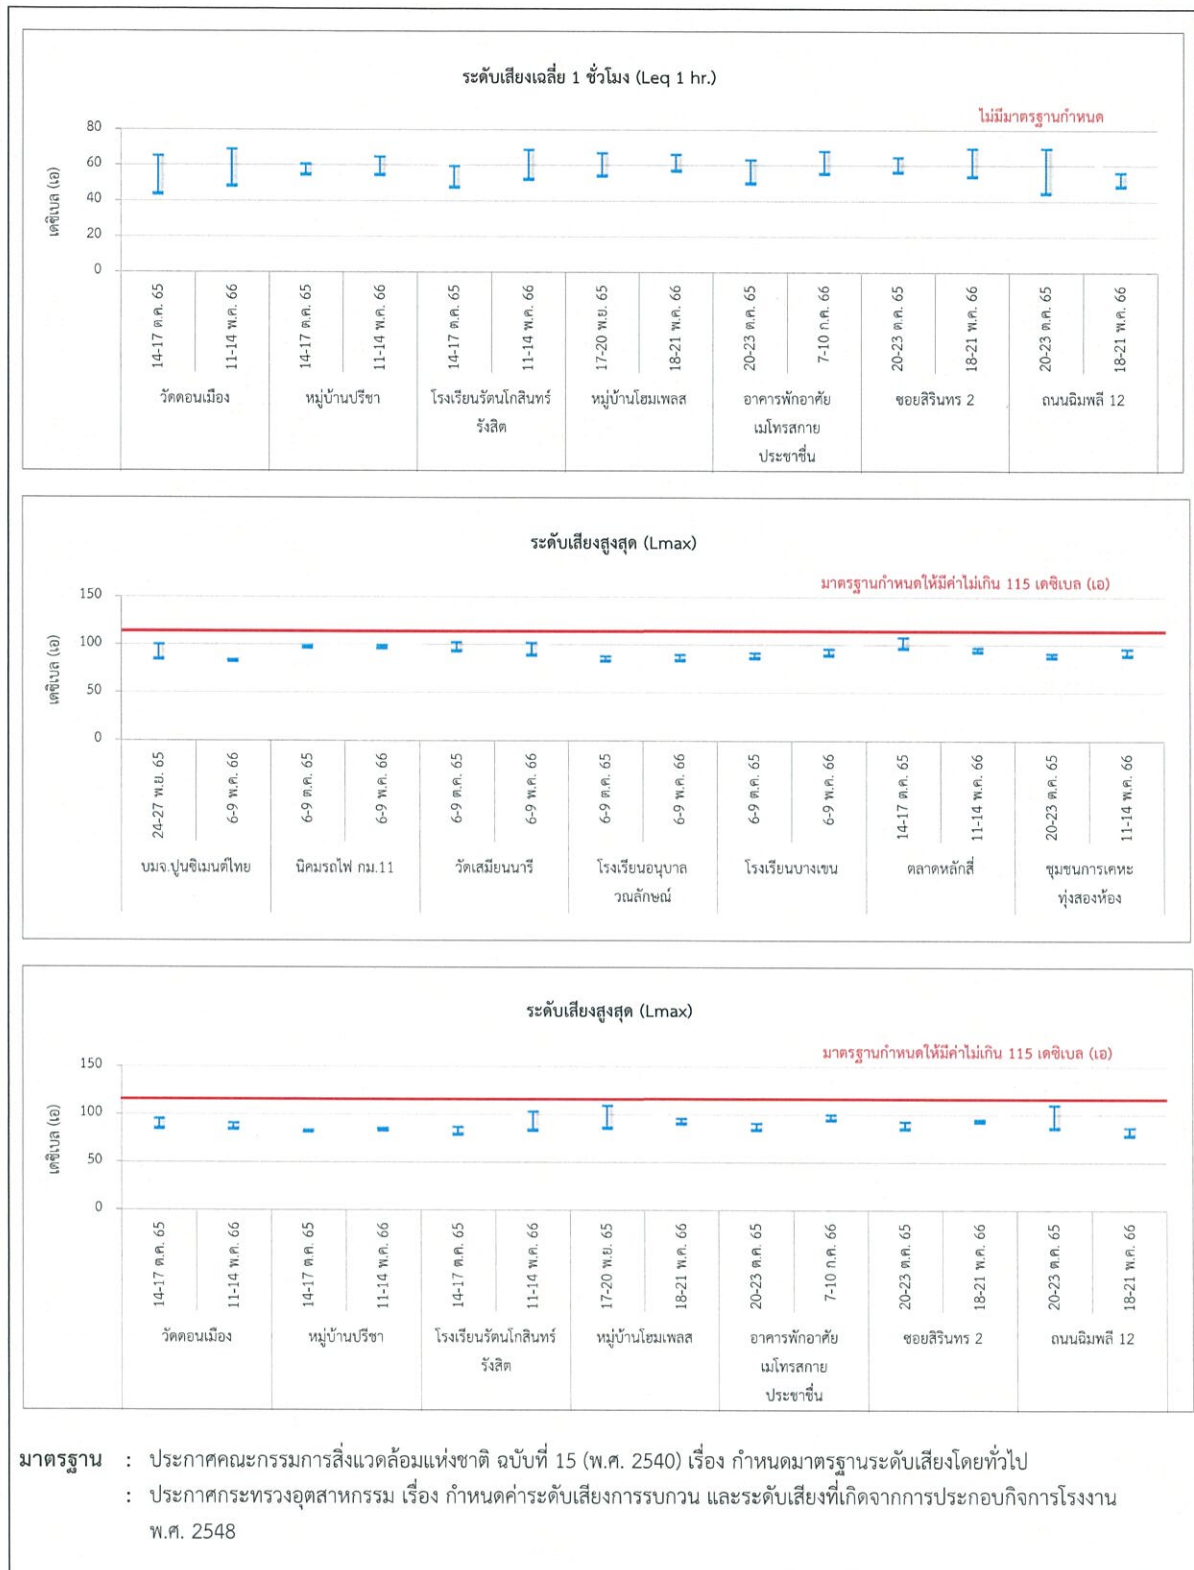 ระดับเสียงเฉลี่ย 1 ชั่วโมง (Leq 1 hr.)
ไม่มีมาตรฐานกำหนด
เดซิเบล (เอ)
80
60
40
20
0
14-17 ต.ค. 65
11-14 พ.ค. 66
14-17 ต.ค. 65
11-14 พ.ค. 66
14-17 ต.ค. 65
11-14 พ.ค. 66
17-20 พ.ย. 65
18-21 พ.ค. 66
20-23 ต.ค. 65
7-10 ก.ค. 66
20-23 ต.ค. 65
18-21 พ.ค. 66
20-23 ต.ค. 65
18-21 พ.ค. 66
วัดดอนเมือง
หมู่บ้านปรีชา
โรงเรียนรัตนโกสินทร์
รังสิต
หมู่บ้านโฮมเพลส
อาคารพักอาศัย
เมโทรสกาย
ประชาชื่น
ซอยสิรินทร 2
ถนนฉิมพลี 12
ระดับเสียงสูงสุด (Lmax)
มาตรฐานกำหนดให้มีค่าไม่เกิน 115 เดซิเบล (เอ)
เดซิเบล (เอ)
150
100
50
0
24-27 พ.ย. 65
6-9 พ.ค. 66
6-9 ต.ค. 65
6-9 พ.ค. 66
6-9 ต.ค. 65
6-9 พ.ค. 66
6-9 ต.ค. 65
6-9 พ.ค. 66
6-9 ต.ค. 65
6-9 พ.ค. 66
14-17 ต.ค. 65
11-14 พ.ค. 66
20-23 ต.ค. 65
11-14 พ.ค. 66
บมจ.ปูนซิเมนต์ไทย
นิคมรถไฟ กม.11
วัดเสมียนนารี
โรงเรียนอนุบาล
วณลักษณ์
โรงเรียนบางเขน
ตลาดหลักสี่
ชุมชนการเคหะ
ทุ่งสองห้อง
ระดับเสียงสูงสุด (Lmax)
มาตรฐานกำหนดให้มีค่าไม่เกิน 115 เดซิเบล (เอ)
เดซิเบล (เอ)
150
100
50
0
14-17 ต.ค. 65
11-14 พ.ค. 66
14-17 ต.ค. 65
11-14 พ.ค. 66
14-17 ต.ค. 65
11-14 พ.ค. 66
17-20 พ.ย. 65
18-21 พ.ค. 66
20-23 ต.ค. 65
7-10 ก.ค. 66
20-23 ต.ค. 65
18-21 พ.ค. 66
20-23 ต.ค. 65
18-21 พ.ค. 66
วัดดอนเมือง
หมู่บ้านปรีชา
โรงเรียนรัตนโกสินทร์
รังสิต
หมู่บ้านโฮมเพลส
อาคารพักอาศัย
เมโทรสกาย
ประชาชื่น
ซอยสิรินทร 2
ถนนฉิมพลี 12
มาตรฐาน : ประกาศคณะกรรมการสิ่งแวดล้อมแห่งชาติ ฉบับที่ 15 (พ.ศ. 2540) เรื่อง กำหนดมาตรฐานระดับเสียงโดยทั่วไป
: ประกาศกระทรวงอุตสาหกรรม เรื่อง กำหนดค่าระดับเสียงการรบกวน และระดับเสียงที่เกิดจากการประกอบกิจการโรงงาน
พ.ศ. 2548